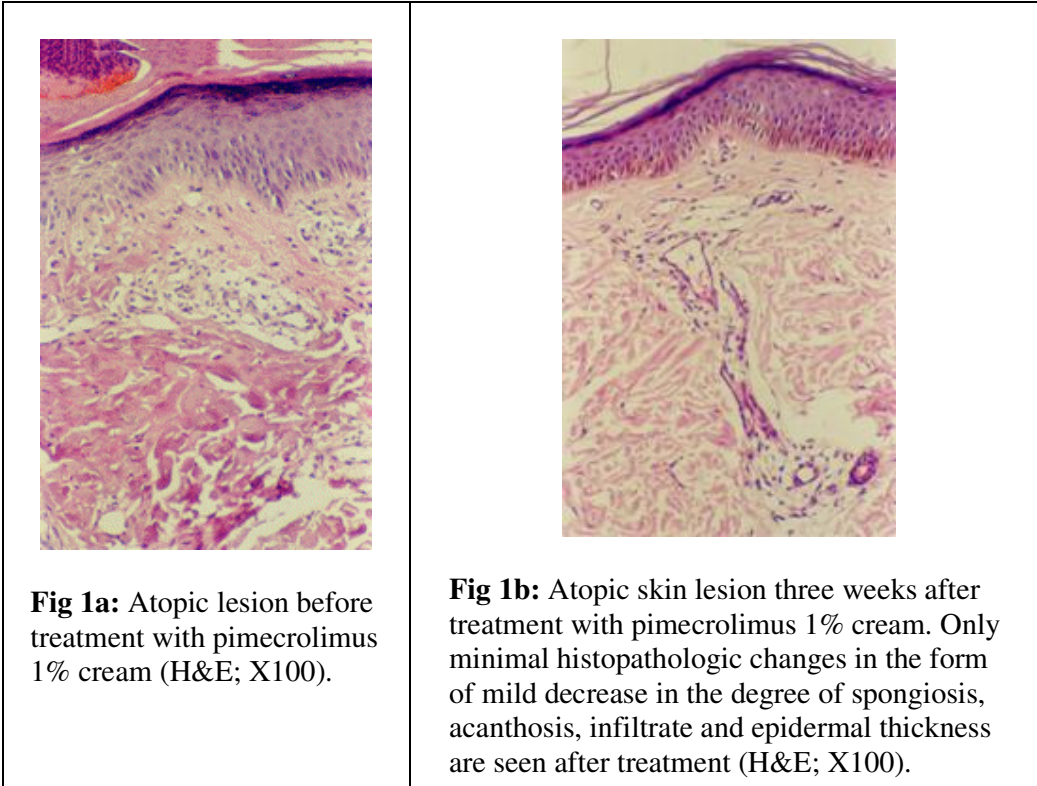 Fig 1a: Atopic lesion before
treatment with pimecrolimus
1% cream (H&E; X100).
Fig 1b: Atopic skin lesion three weeks after
treatment with pimecrolimus 1% cream. Only
minimal histopathologic changes in the form
of mild decrease in the degree of spongiosis,
acanthosis, infiltrate and epidermal thickness
are seen after treatment (H&E; X100).